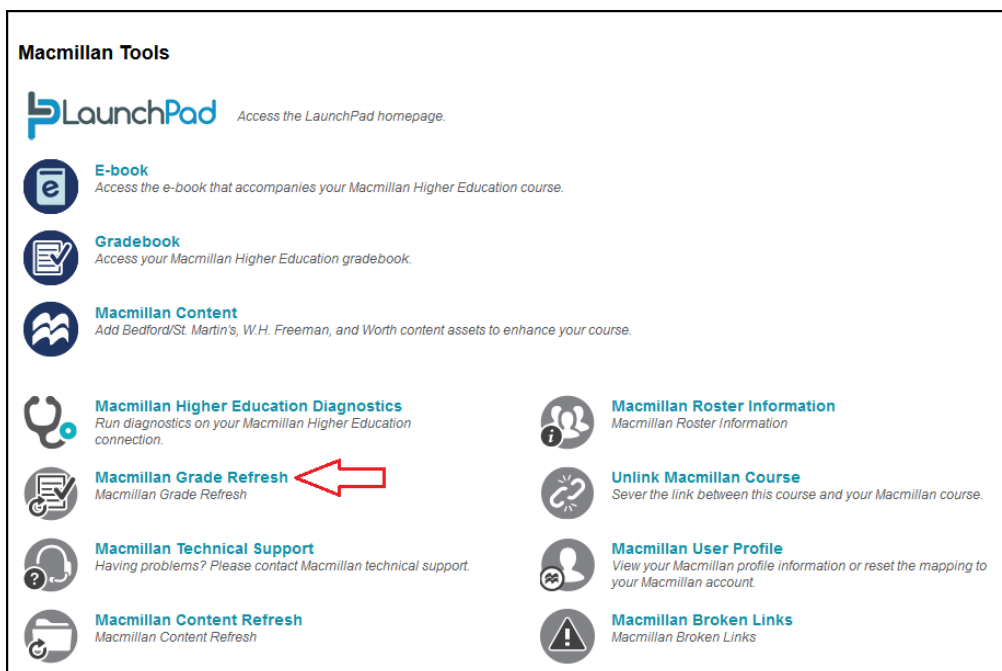 Macmillan Tools
LaunchPad Access the LaunchPad homepage.
E-book
Access the e-book that accompanies your Macmillan Higher Education course.
Gradebook
Access your Macmillan Higher Education gradebook.
Macmillan Content
Add Bedford/St. Martin's, W.H. Freeman, and Worth content assets to enhance your course.
Macmillan Higher Education Diagnostics
Run diagnostics on your Macmillan Higher Education
connection.
Macmillan Roster Information
Macmillan Roster Information
Macmillan Grade Refresh
Macmillan Grade Refresh
Unlink Macmillan Course
Sever the link between this course and your Macmillan course.
Macmillan Technical Support
Having problems? Please contact Macmillan technical support.
Macmillan User Profile
View your Macmillan profile information or reset the mapping to
your Macmillan account.
Macmillan Content Refresh
Macmillan Content Refresh
Macmillan Broken Links
Macmillan Broken Links